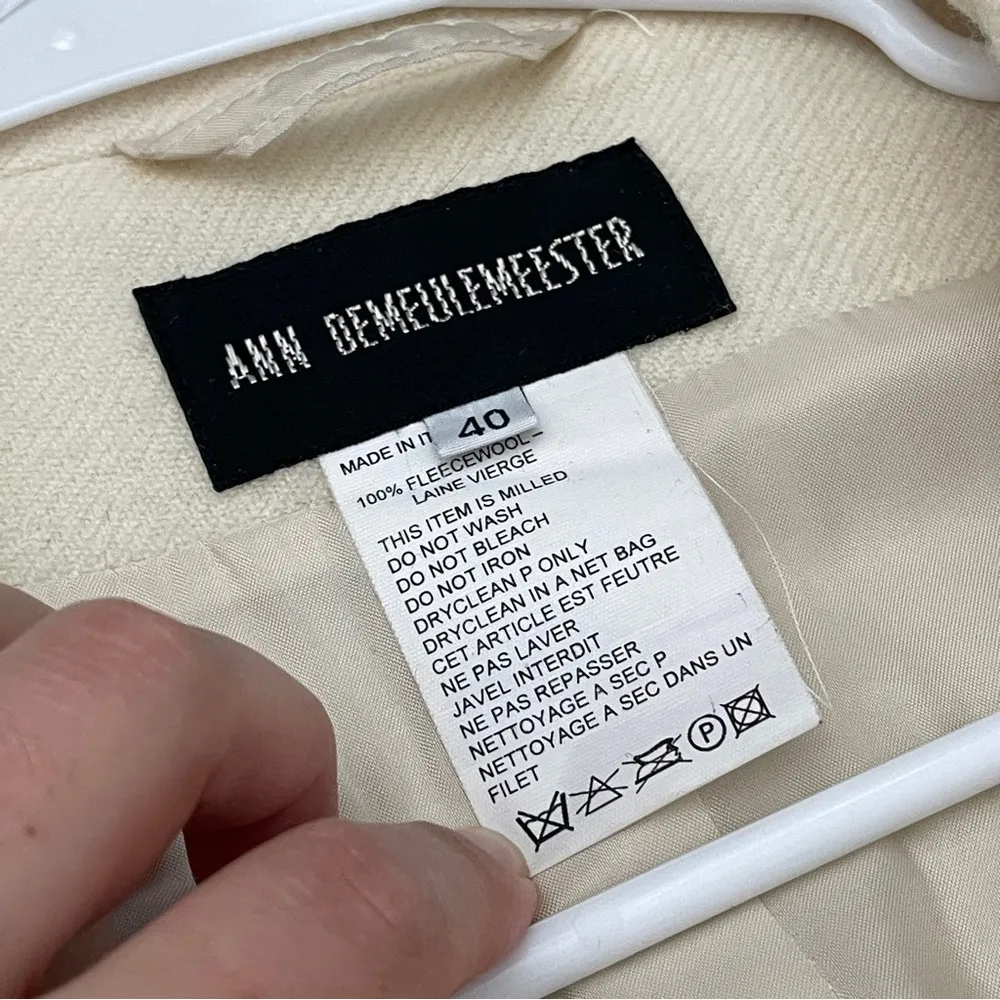 ANN DEMEULEMEESTER
40
MADE IN IT
100% FLEECEWOOL -
LAINE VIERGE
THIS ITEM IS MILLED
DO NOT WASH
DO NOT BLEACH
DO NOT IRON
DRYCLEAN P ONLY
DRYCLEAN IN A NET BAG
CET ARTICLE EST FEUTRE
NE PAS LAVER
JAVEL INTERDIT
NE PAS REPASSER
NETTOYAGE A SEC P
NETTOYAGE A SEC DANS UN
FILET
P